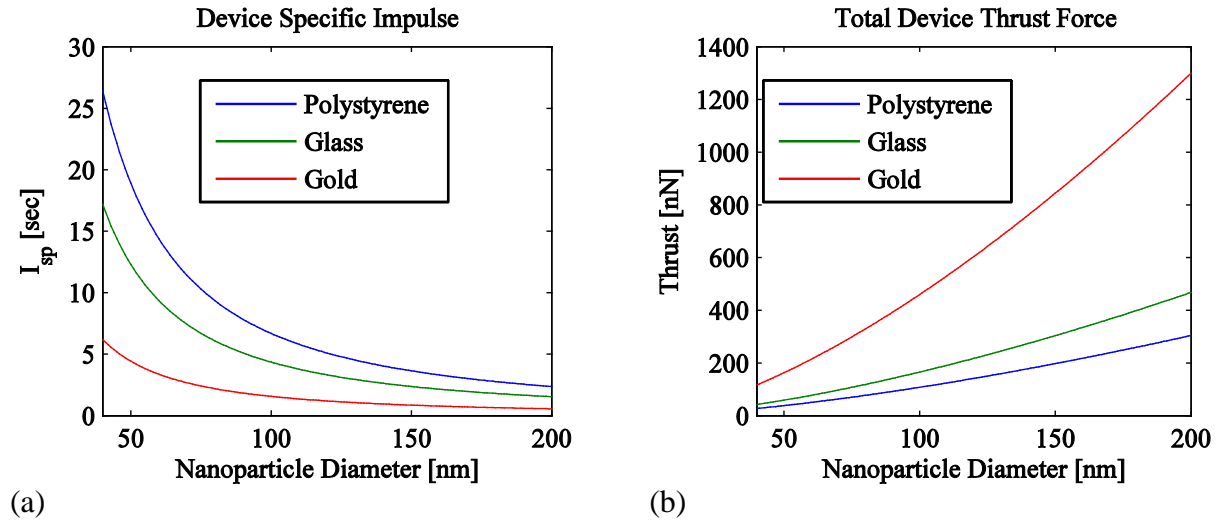 Device Specific Impulse
30
25
20
15
10
5
0
I_sp [sec]
Polystyrene
Glass
Gold
50 100 150 200
Nanoparticle Diameter [nm]
(a)
Total Device Thrust Force
1400
1200
1000
800
600
400
200
0
Thrust [nN]
Polystyrene
Glass
Gold
50 100 150 200
Nanoparticle Diameter [nm]
(b)